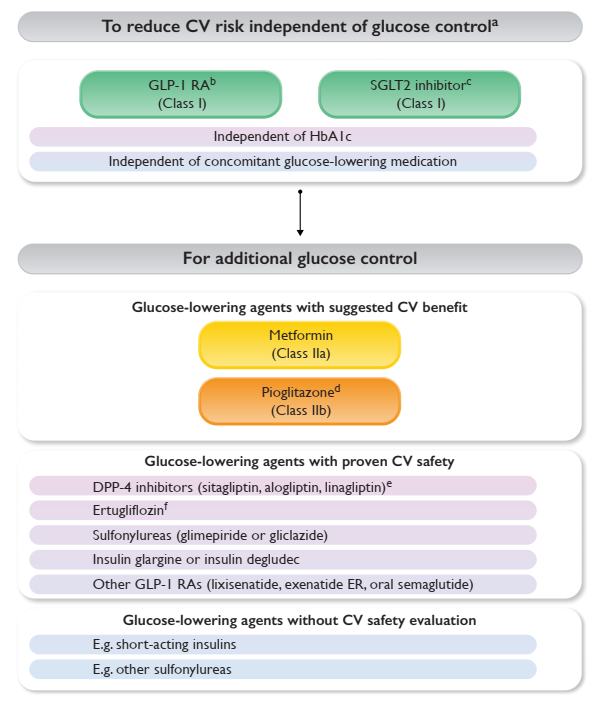 To reduce CV risk independent of glucose controlᵃ
GLP-1 RAᵇ
(Class I)
SGLT2 inhibitorᶜ
(Class I)
Independent of HbA1c
Independent of concomitant glucose-lowering medication
For additional glucose control
Glucose-lowering agents with suggested CV benefit
Metformin
(Class IIa)
Pioglitazoneᵈ
(Class IIb)
Glucose-lowering agents with proven CV safety
DPP-4 inhibitors (sitagliptin, alogliptin, linagliptin)ᵉ
Ertugliflozinᶠ
Sulfonylureas (glimepiride or gliclazide)
Insulin glargine or insulin degludec
Other GLP-1 RAs (lixisenatide, exenatide ER, oral semaglutide)
Glucose-lowering agents without CV safety evaluation
E.g. short-acting insulins
E.g. other sulfonylureas